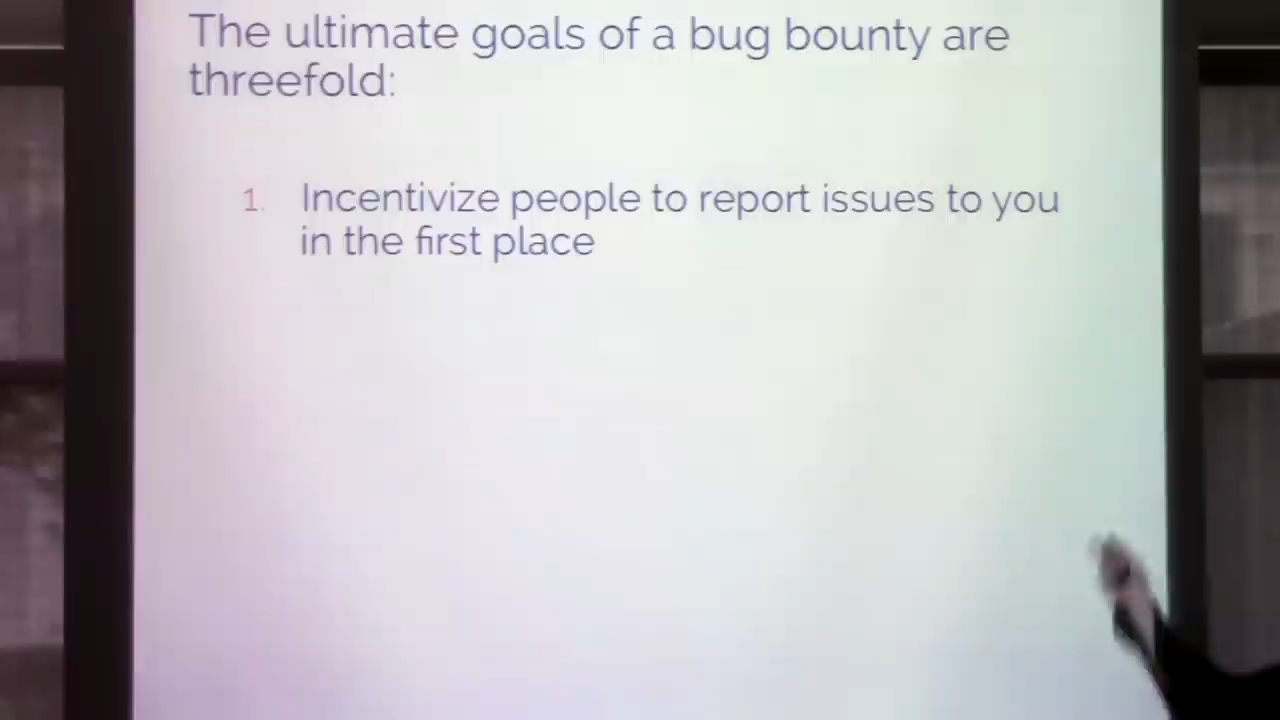 The ultimate goals of a bug bounty are
threefold:
1. Incentivize people to report issues to you
in the first place